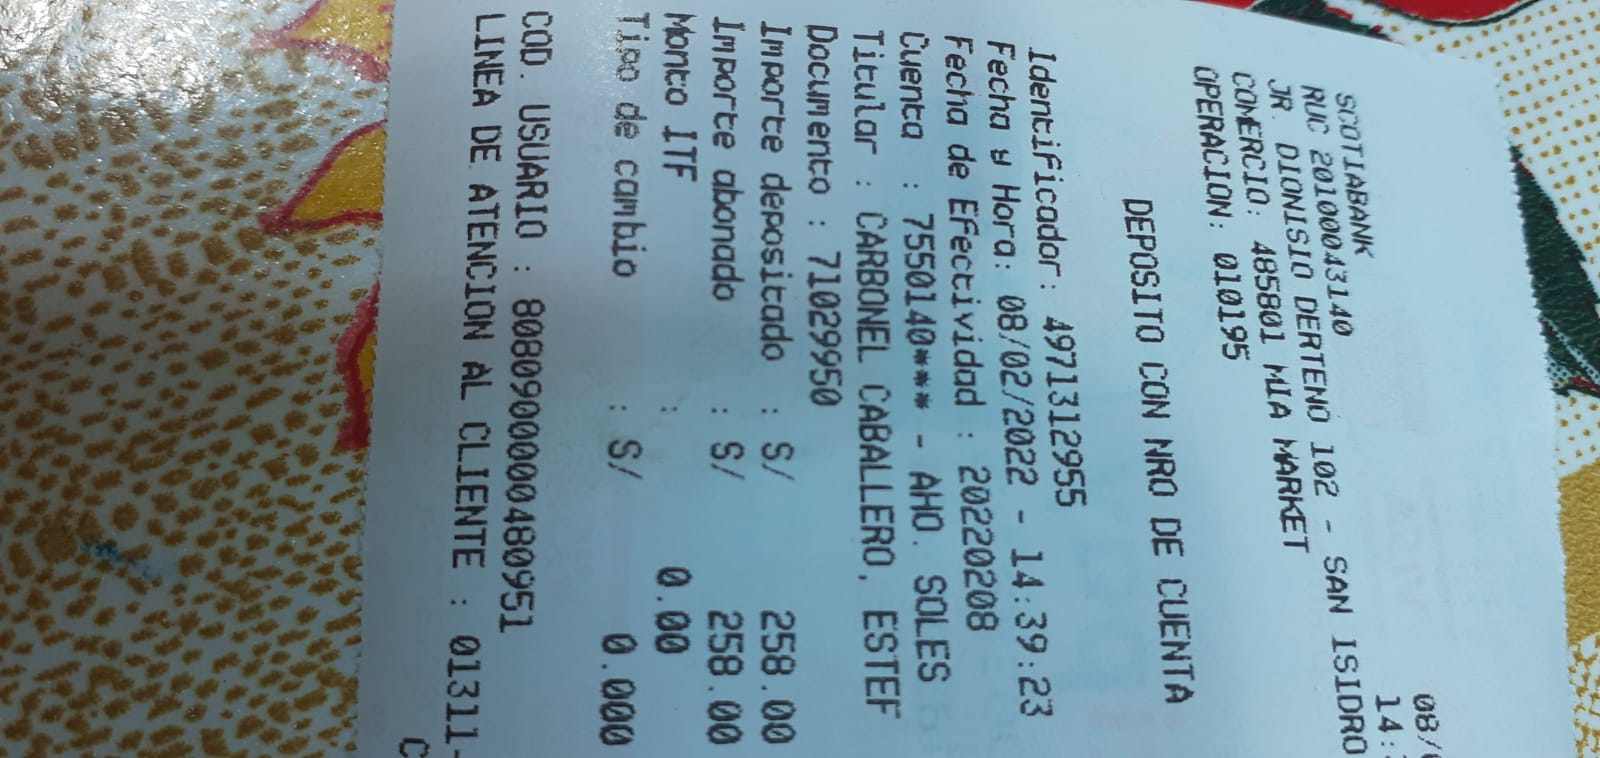 08/
14:
SCOTIABANK
RUC 20100043140
JR. DIONISIO DERTENO 102 - SAN ISIDRO
COMERCIO: 485801 MIA MARKET
OPERACION: 010195
DEPOSITO CON NRO DE CUENTA
Identificador: 4971312955
Fecha y Hora: 08/02/2022 - 14:39:23
Fecha de Efectividad : 20220208
Cuenta : 7550140*** - AHO. SOLES
Titular : CARBONEL CABALLERO, ESTEF
Documento : 71029950
Importe depositado : S/ 258.00
Importe abonado : S/ 258.00
Monto ITF : 0.00
Tipo de cambio : S/ 0.000
COD. USUARIO : 8080900000480951
LINEA DE ATENCION AL CLIENTE : 01311-
C